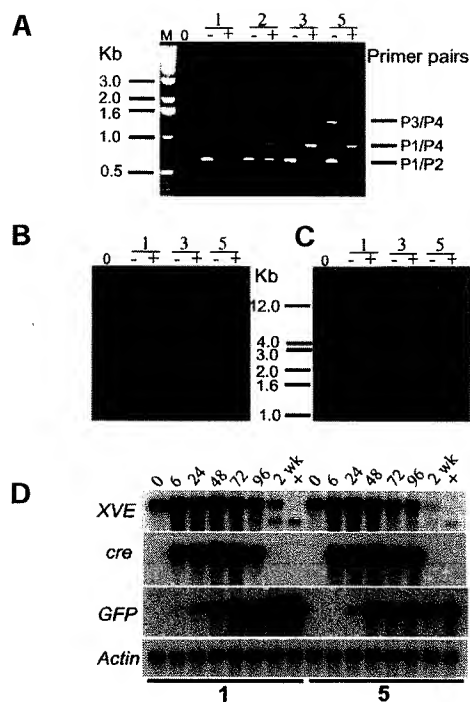 A
1 2 3 5
Kb M 0 - + - + - + - + Primer pairs
3.0
2.0
1.6
1.0
0.5
P3/P4
P1/P4
P1/P2
B
1 3 5
0 - + - + - +
C
1 3 5
0 - + - + - +
Kb
12.0
4.0
3.0
2.0
1.6
1.0
D
0 6 24 48 72 96 2 wk + 0 6 24 48 72 96 2 wk +
XVE
cre
GFP
Actin
1 5